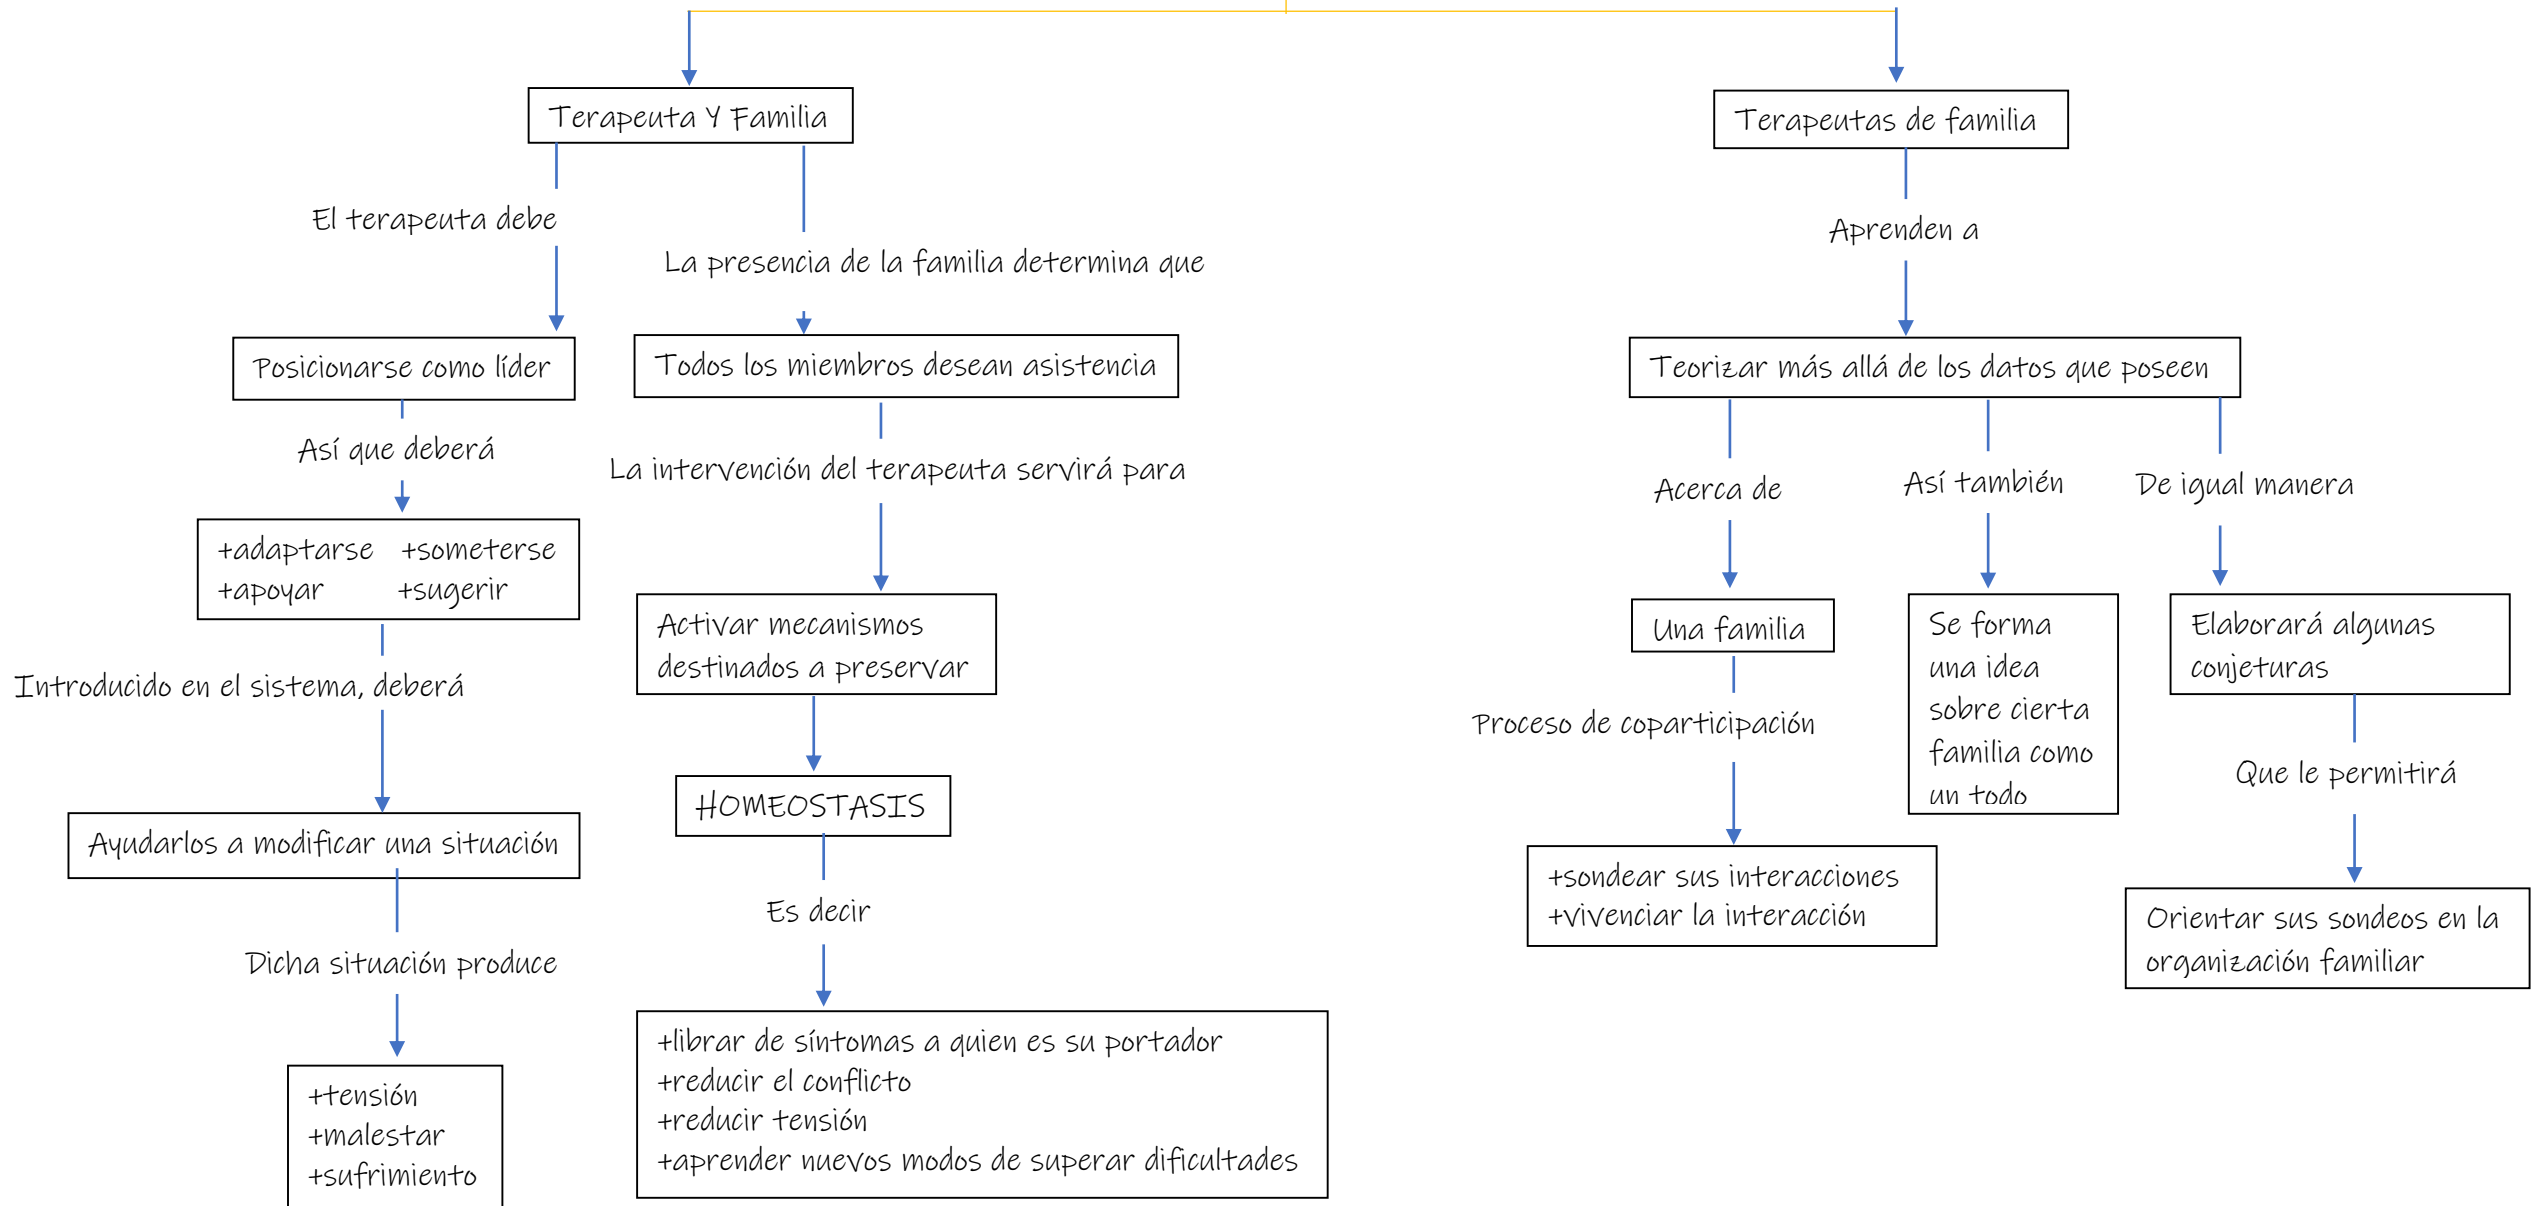 Terapeuta Y Familia
El terapeuta debe
Posicionarse como líder
Así que deberá
+adaptarse +someterse
+apoyar +sugerir
Introducido en el sistema, deberá
Ayudarlos a modificar una situación
Dicha situación produce
+tensión
+malestar
+sufrimiento
La presencia de la familia determina que
Todos los miembros desean asistencia
La intervención del terapeuta servirá para
Activar mecanismos
destinados a preservar
HOMEOSTASIS
Es decir
+librar de síntomas a quien es su portador
+reducir el conflicto
+reducir tensión
+aprender nuevos modos de superar dificultades
Terapeutas de familia
Aprenden a
Teorizar más allá de los datos que poseen
Acerca de
Una familia
Proceso de coparticipación
+sondear sus interacciones
+vivenciar la interacción
Así también
Se forma
una idea
sobre cierta
familia como
un todo
De igual manera
Elaborará algunas
conjeturas
Que le permitirá
Orientar sus sondeos en la
organización familiar